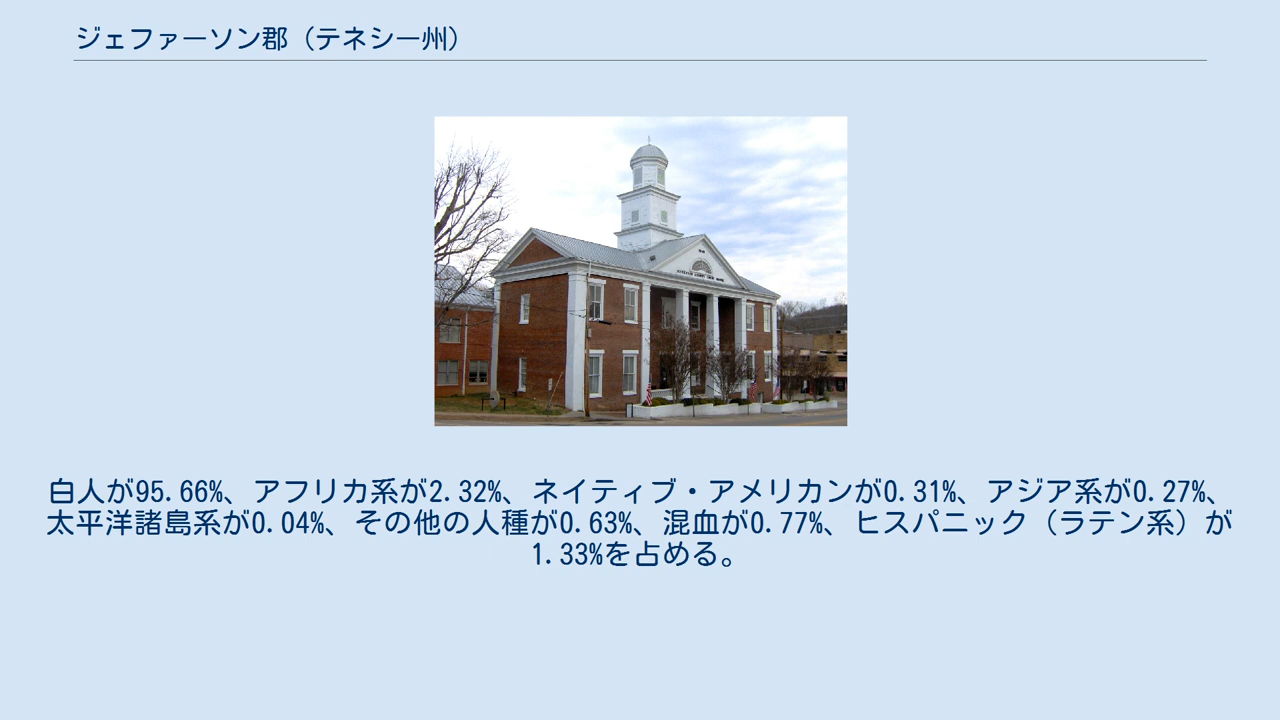 ジェファーソン郡（テネシー州）
白人が95.66%、アフリカ系が2.32%、ネイティブ・アメリカンが0.31%、アジア系が0.27%、
太平洋諸島系が0.04%、その他の人種が0.63%、混血が0.77%、ヒスパニック（ラテン系）が
1.33%を占める。